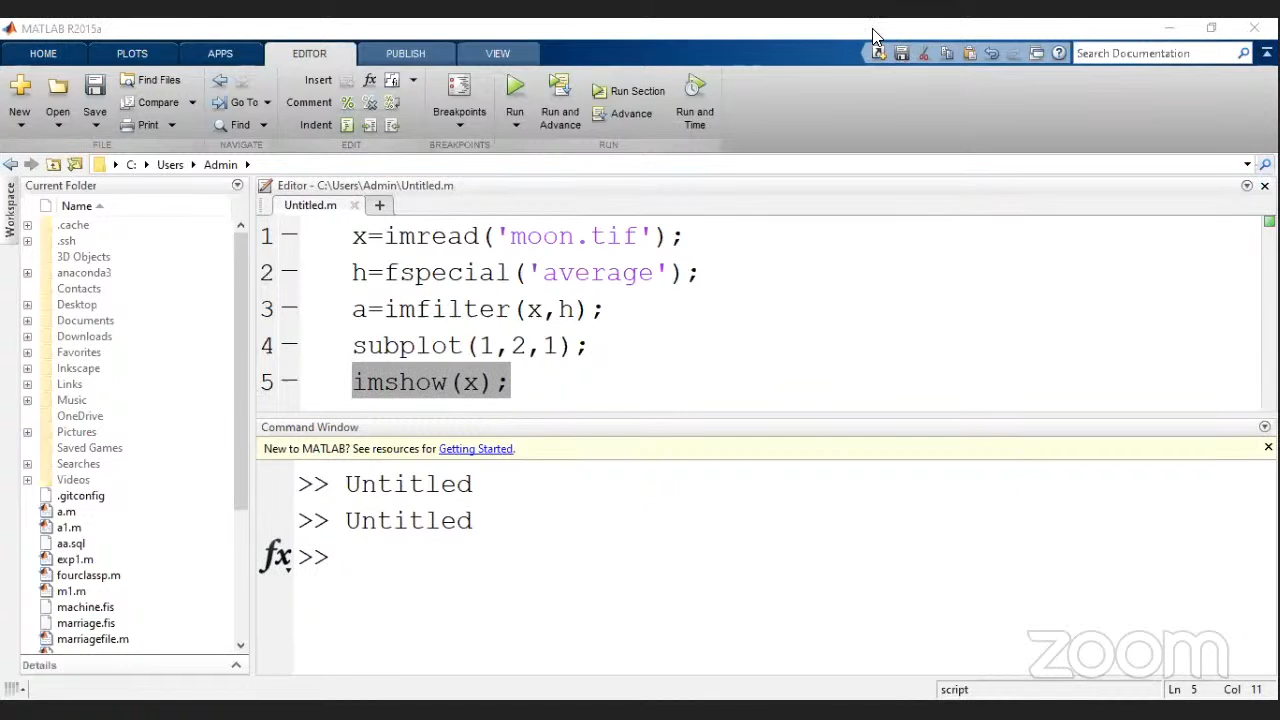 MATLAB R2015a
HOME PLOTS APPS EDITOR PUBLISH VIEW Search Documentation
New Open Save Find Files Compare Print
Go To Find
Insert fx
Comment
Indent
Breakpoints Run Run and Advance Run Section Advance Run and Time
FILE NAVIGATE EDIT BREAKPOINTS RUN
C: Users Admin
Workspace
Current Folder
Name
.cache
.ssh
3D Objects
anaconda3
Contacts
Desktop
Documents
Downloads
Favorites
Inkscape
Links
Music
OneDrive
Pictures
Saved Games
Searches
Videos
.gitconfig
a.m
a1.m
aa.sql
exp1.m
fourclassp.m
m1.m
machine.fis
marriage.fis
marriagefile.m
Details
Editor - C:\Users\Admin\Untitled.m
Untitled.m
1 x=imread('moon.tif');
2 h=fspecial('average');
3 a=imfilter(x,h);
4 subplot(1,2,1);
5 imshow(x);
Command Window
New to MATLAB? See resources for Getting Started.
>> Untitled
>> Untitled
fx >>
zoom
script Ln 5 Col 11